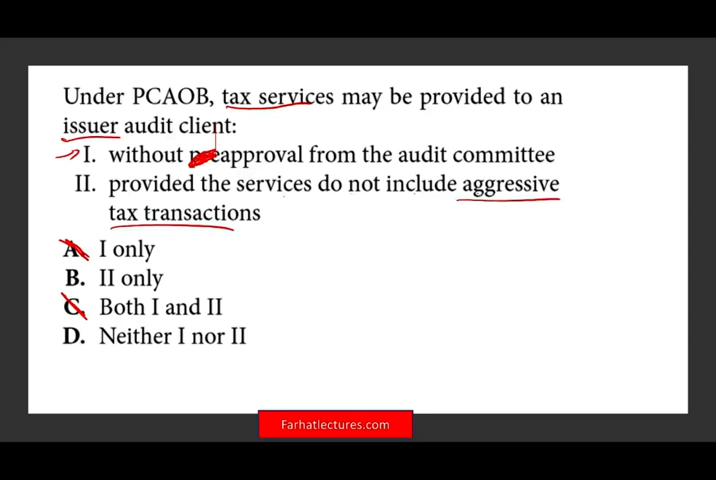 Under PCAOB, tax services may be provided to an
issuer audit client:
I. without approval from the audit committee
II. provided the services do not include aggressive
tax transactions
A. I only
B. II only
C. Both I and II
D. Neither I nor II
Farhatlectures.com